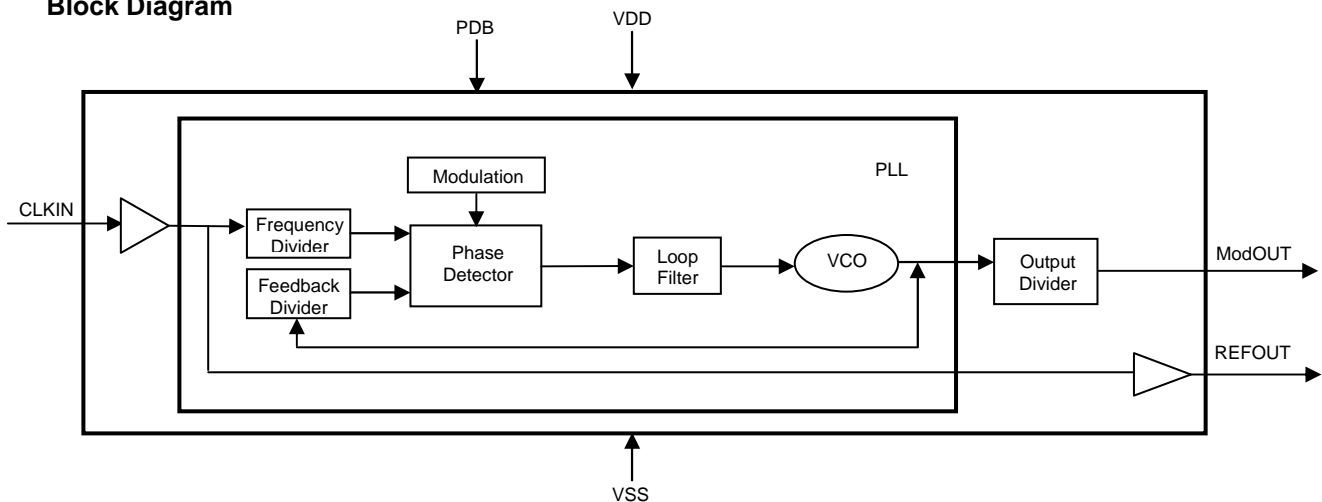 Block Diagram
PDB
VDD
CLKIN
Modulation
PLL
Frequency
Divider
Phase
Detector
Loop
Filter
VCO
Output
Divider
ModOUT
Feedback
Divider
REFOUT
VSS